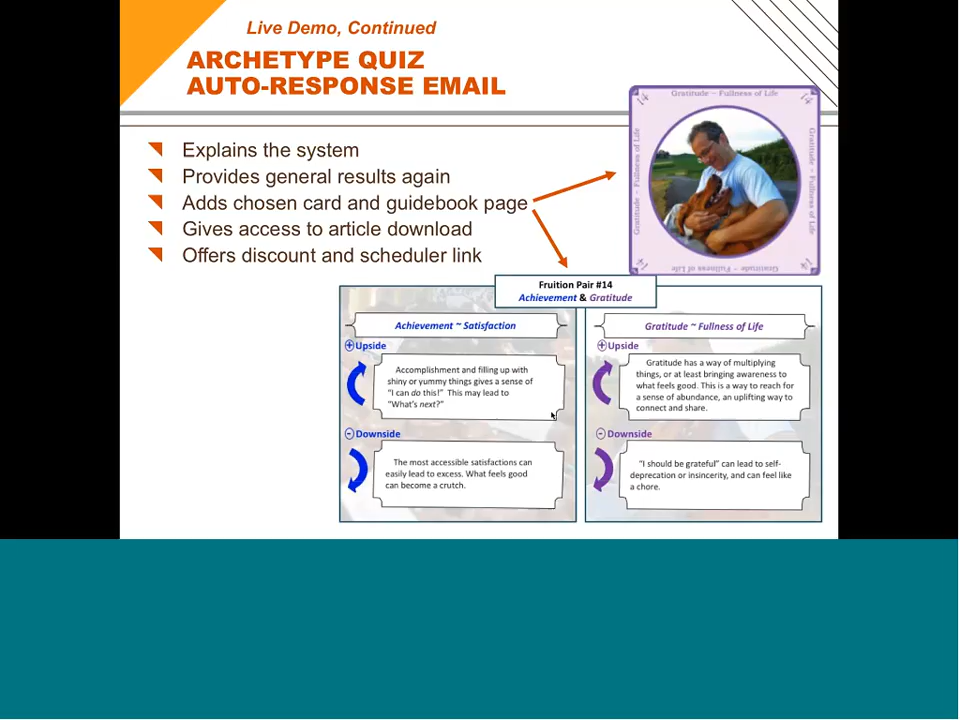 Live Demo, Continued
ARCHETYPE QUIZ
AUTO-RESPONSE EMAIL
Explains the system
Provides general results again
Adds chosen card and guidebook page
Gives access to article download
Offers discount and scheduler link
14 Gratitude ~ Fullness of Life 14
Gratitude ~ Fullness of Life
Gratitude ~ Fullness of Life
14 Gratitude ~ Fullness of Life 14
Fruition Pair #14
Achievement & Gratitude
Achievement ~ Satisfaction
+ Upside
Accomplishment and filling up with
shiny or yummy things gives a sense of
“I can do this!” This may lead to
“What’s next?”
- Downside
The most accessible satisfactions can
easily lead to excess. What feels good
can become a crutch.
Gratitude ~ Fullness of Life
+ Upside
Gratitude has a way of multiplying
things, or at least bringing awareness to
what feels good. This is a way to reach for
a sense of abundance, an uplifting way to
connect and share.
- Downside
“I should be grateful” can lead to self-
deprecation or insincerity, and can feel like
a chore.